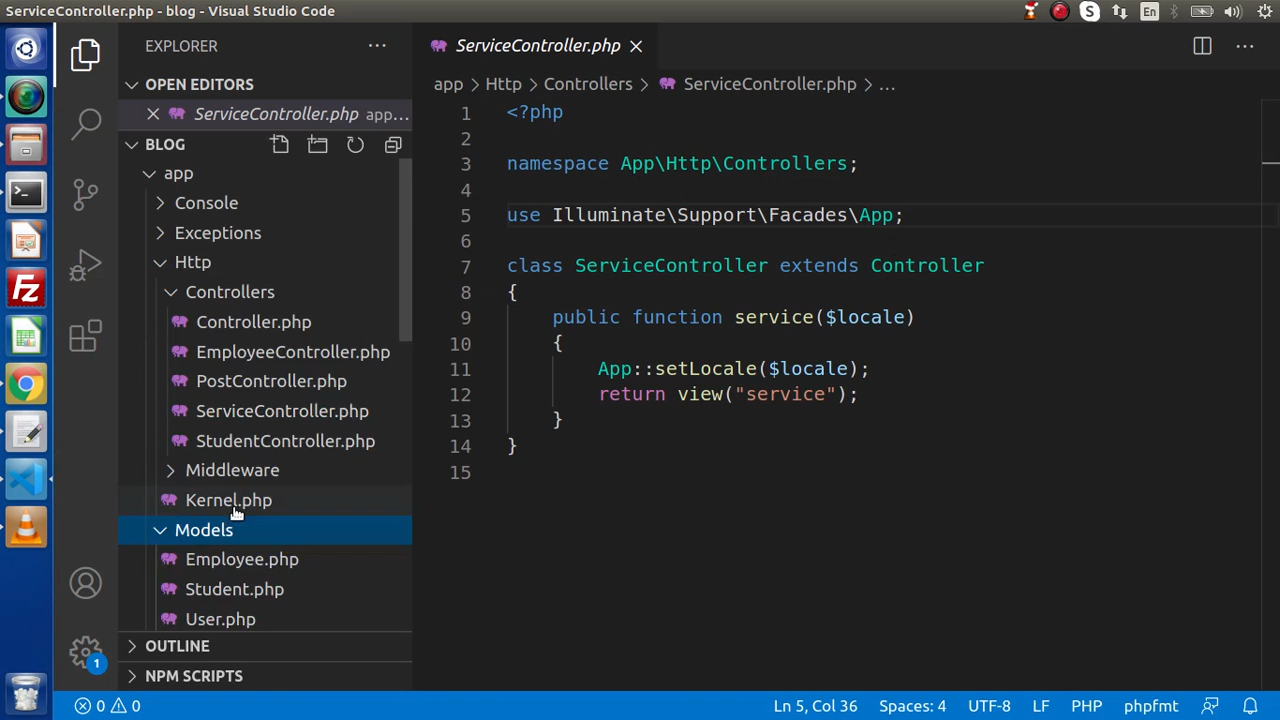 ServiceController.php - blog - Visual Studio Code
S
En
EXPLORER
OPEN EDITORS
ServiceController.php app...
BLOG
app
Console
Exceptions
Http
Controllers
Controller.php
EmployeeController.php
PostController.php
ServiceController.php
StudentController.php
Middleware
Kernel.php
Models
Employee.php
Student.php
User.php
OUTLINE
NPM SCRIPTS
Fz
1
ServiceController.php
app > Http > Controllers > ServiceController.php > ...
1 <?php
2
3 namespace App\Http\Controllers;
4
5 use Illuminate\Support\Facades\App;
6
7 class ServiceController extends Controller
8 {
9 public function service($locale)
10 {
11 App::setLocale($locale);
12 return view("service");
13 }
14 }
15
0 0 Ln 5, Col 36 Spaces: 4 UTF-8 LF PHP phpfmt